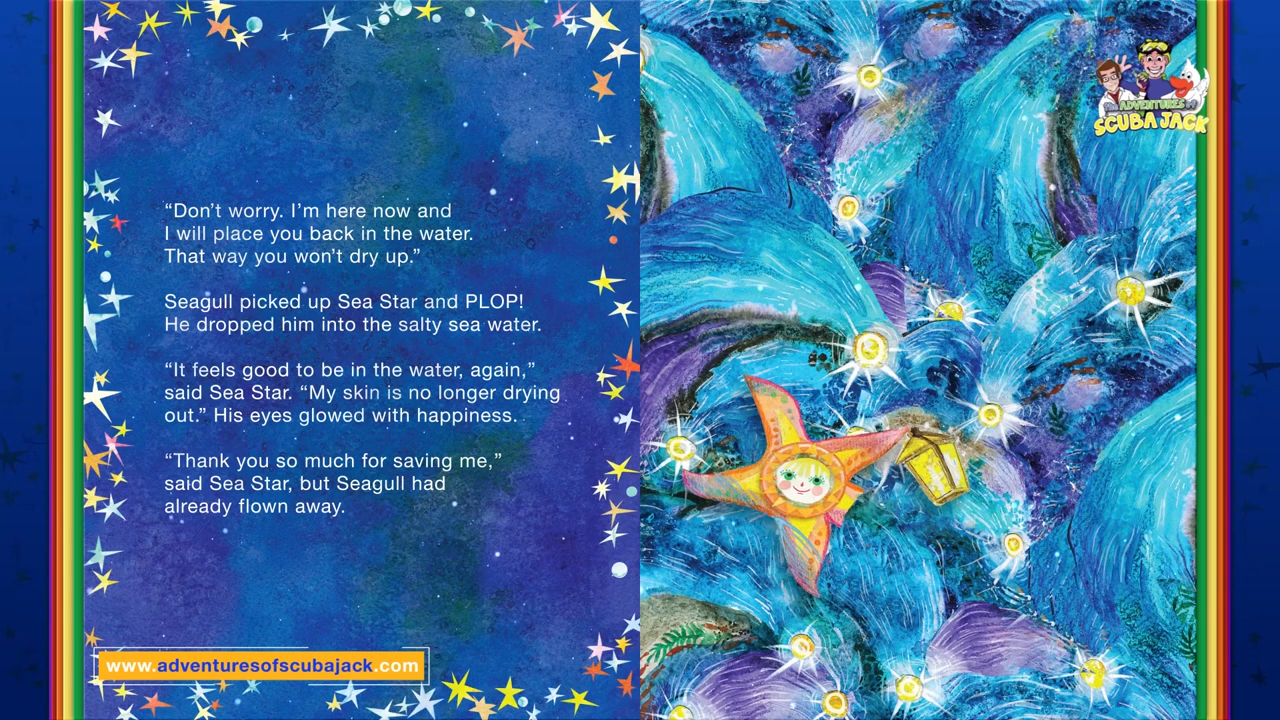 “Don’t worry. I’m here now and
I will place you back in the water.
That way you won’t dry up.”
Seagull picked up Sea Star and PLOP!
He dropped him into the salty sea water.
“It feels good to be in the water, again,”
said Sea Star. “My skin is no longer drying
out.” His eyes glowed with happiness.
“Thank you so much for saving me,”
said Sea Star, but Seagull had
already flown away.
www.adventuresofscubajack.com
THE ADVENTURES OF
SCUBA JACK